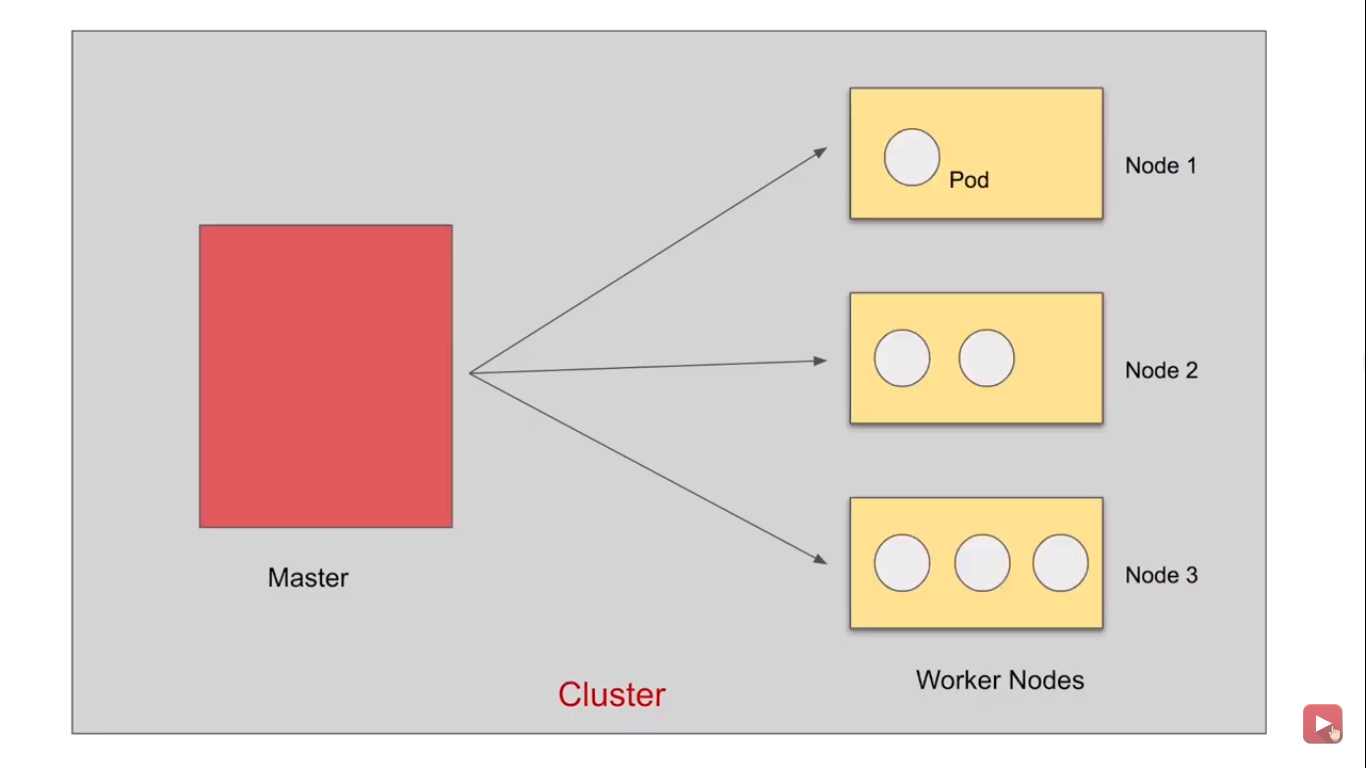 Pod
Node 1
Node 2
Node 3
Master
Worker Nodes
Cluster